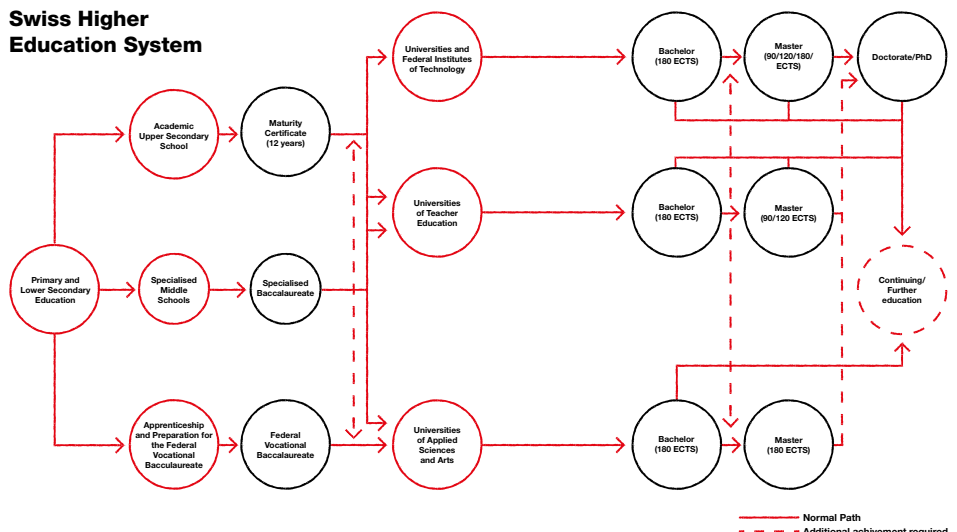 Swiss Higher
Education System
Universities and
Federal Institutes
of Technology
Bachelor
(180 ECTS)
Master
(90/120/180/
ECTS)
Doctorate/PhD
Academic
Upper Secondary
School
Maturity
Certificate
(12 years)
Universities
of Teacher
Education
Bachelor
(180 ECTS)
Master
(90/120 ECTS)
Primary and
Lower Secondary
Education
Specialised
Middle
Schools
Specialised
Baccalaureate
Continuing/
Further
education
Apprenticeship
and Preparation for
the Federal
Vocational
Bacculaureate
Federal
Vocational
Baccalaureate
Universities
of Applied
Sciences
and Arts
Bachelor
(180 ECTS)
Master
(180 ECTS)
Normal Path
Additional achivement required